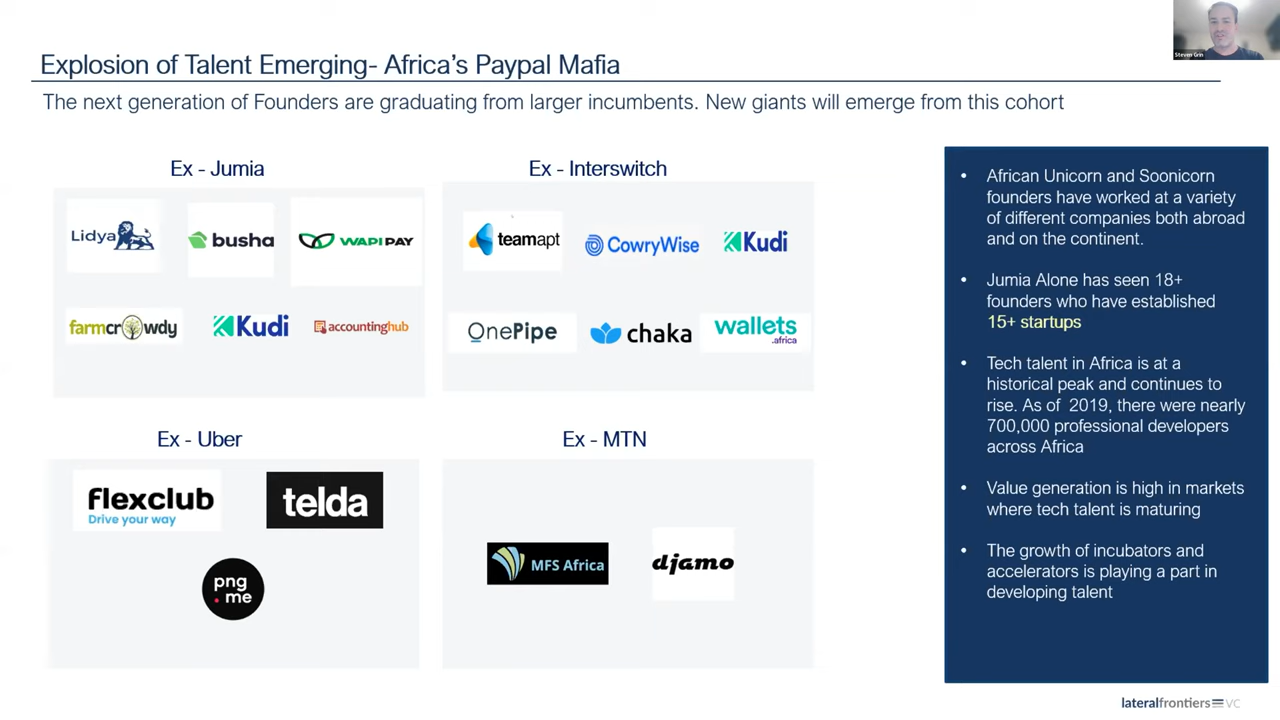 Steven Grin
Explosion of Talent Emerging- Africa's Paypal Mafia
The next generation of Founders are graduating from larger incumbents. New giants will emerge from this cohort
Ex - Jumia
Lidya
busha
WAPIPAY
farmcrowdy
Kudi
accountinghub
Ex - Interswitch
teamapt
CowryWise
Kudi
OnePipe
chaka
wallets
.africa
Ex - Uber
flexclub
Drive your way
telda
png
.me
Ex - MTN
MFS Africa
djamo
• African Unicorn and Soonicorn
founders have worked at a variety
of different companies both abroad
and on the continent.
• Jumia Alone has seen 18+
founders who have established
15+ startups
• Tech talent in Africa is at a
historical peak and continues to
rise. As of 2019, there were nearly
700,000 professional developers
across Africa
• Value generation is high in markets
where tech talent is maturing
• The growth of incubators and
accelerators is playing a part in
developing talent
lateralfrontiers VC